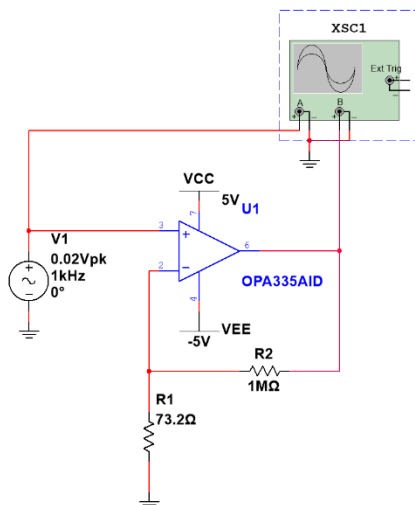 XSC1
Ext Trig
+
–
A
B
+ – + –
VCC
5V
U1
7
3
+
6
2
–
OPA335AID
4
V1
0.02Vpk
1kHz
0°
+
–
VEE
-5V
R2
1MΩ
R1
73.2Ω